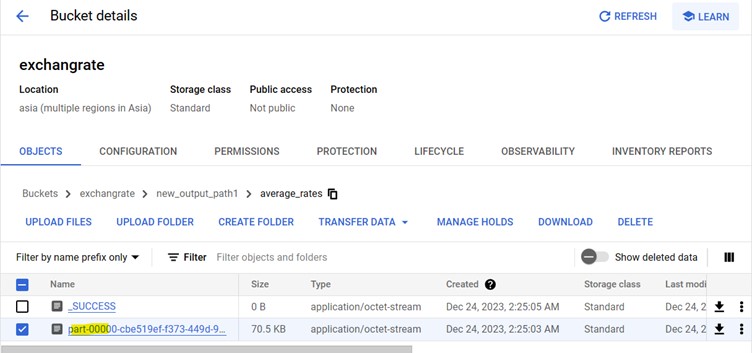 Bucket details REFRESH LEARN
exchangrate
Location Storage class Public access Protection
asia (multiple regions in Asia) Standard Not public None
OBJECTS CONFIGURATION PERMISSIONS PROTECTION LIFECYCLE OBSERVABILITY INVENTORY REPORTS
Buckets > exchangrate > new_output_path1 > average_rates
UPLOAD FILES UPLOAD FOLDER CREATE FOLDER TRANSFER DATA MANAGE HOLDS DOWNLOAD DELETE
Filter by name prefix only Filter Filter objects and folders Show deleted data
Name Size Type Created Storage class Last modi
_SUCCESS 0 B application/octet-stream Dec 24, 2023, 2:25:05 AM Standard Dec 24, 2
part-00000-cbe519ef-f373-449d-9... 70.5 KB application/octet-stream Dec 24, 2023, 2:25:03 AM Standard Dec 24, 2